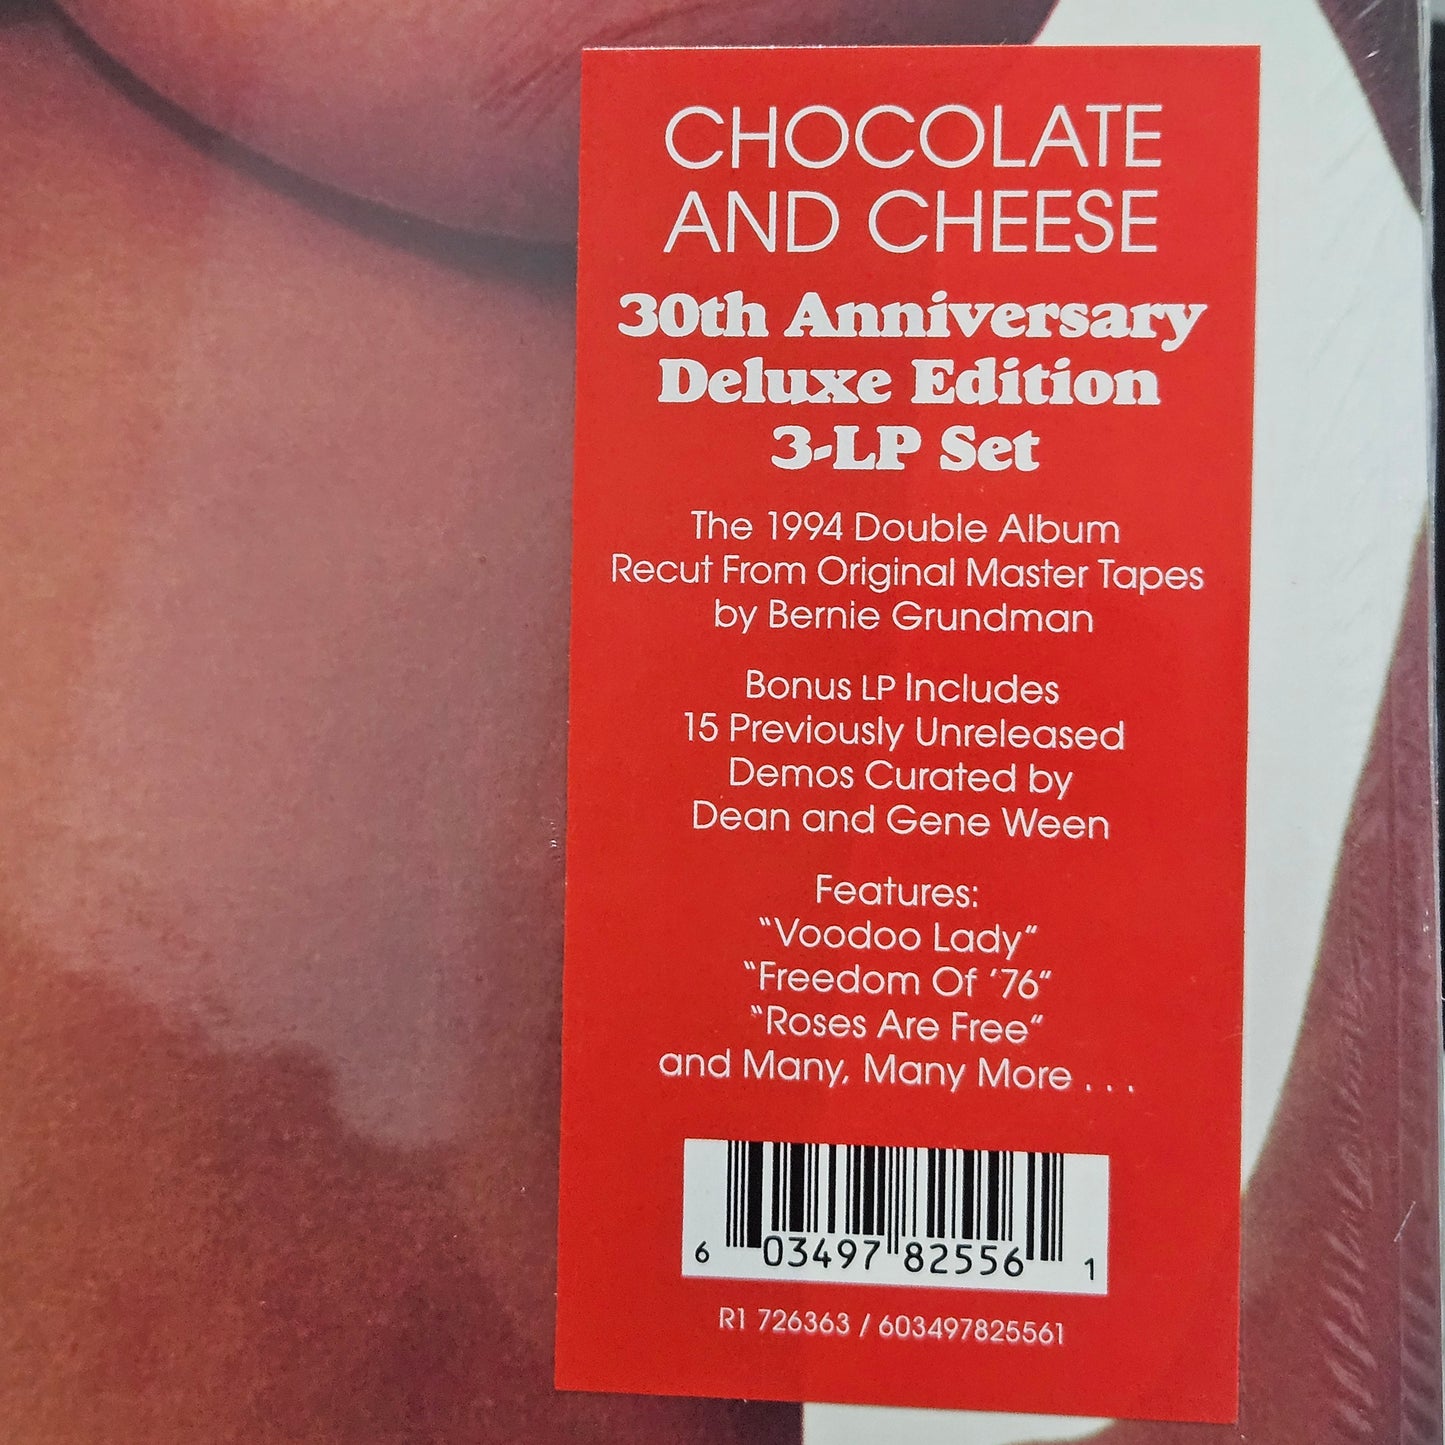 CHOCOLATE
AND CHEESE
30th Anniversary
Deluxe Edition
3-LP Set
The 1994 Double Album
Recut From Original Master Tapes
by Bernie Grundman
Bonus LP Includes
15 Previously Unreleased
Demos Curated by
Dean and Gene Ween
Features:
"Voodoo Lady"
"Freedom Of '76"
"Roses Are Free"
and Many, Many More . . .
6 03497 82556 1
R1 726363 / 603497825561